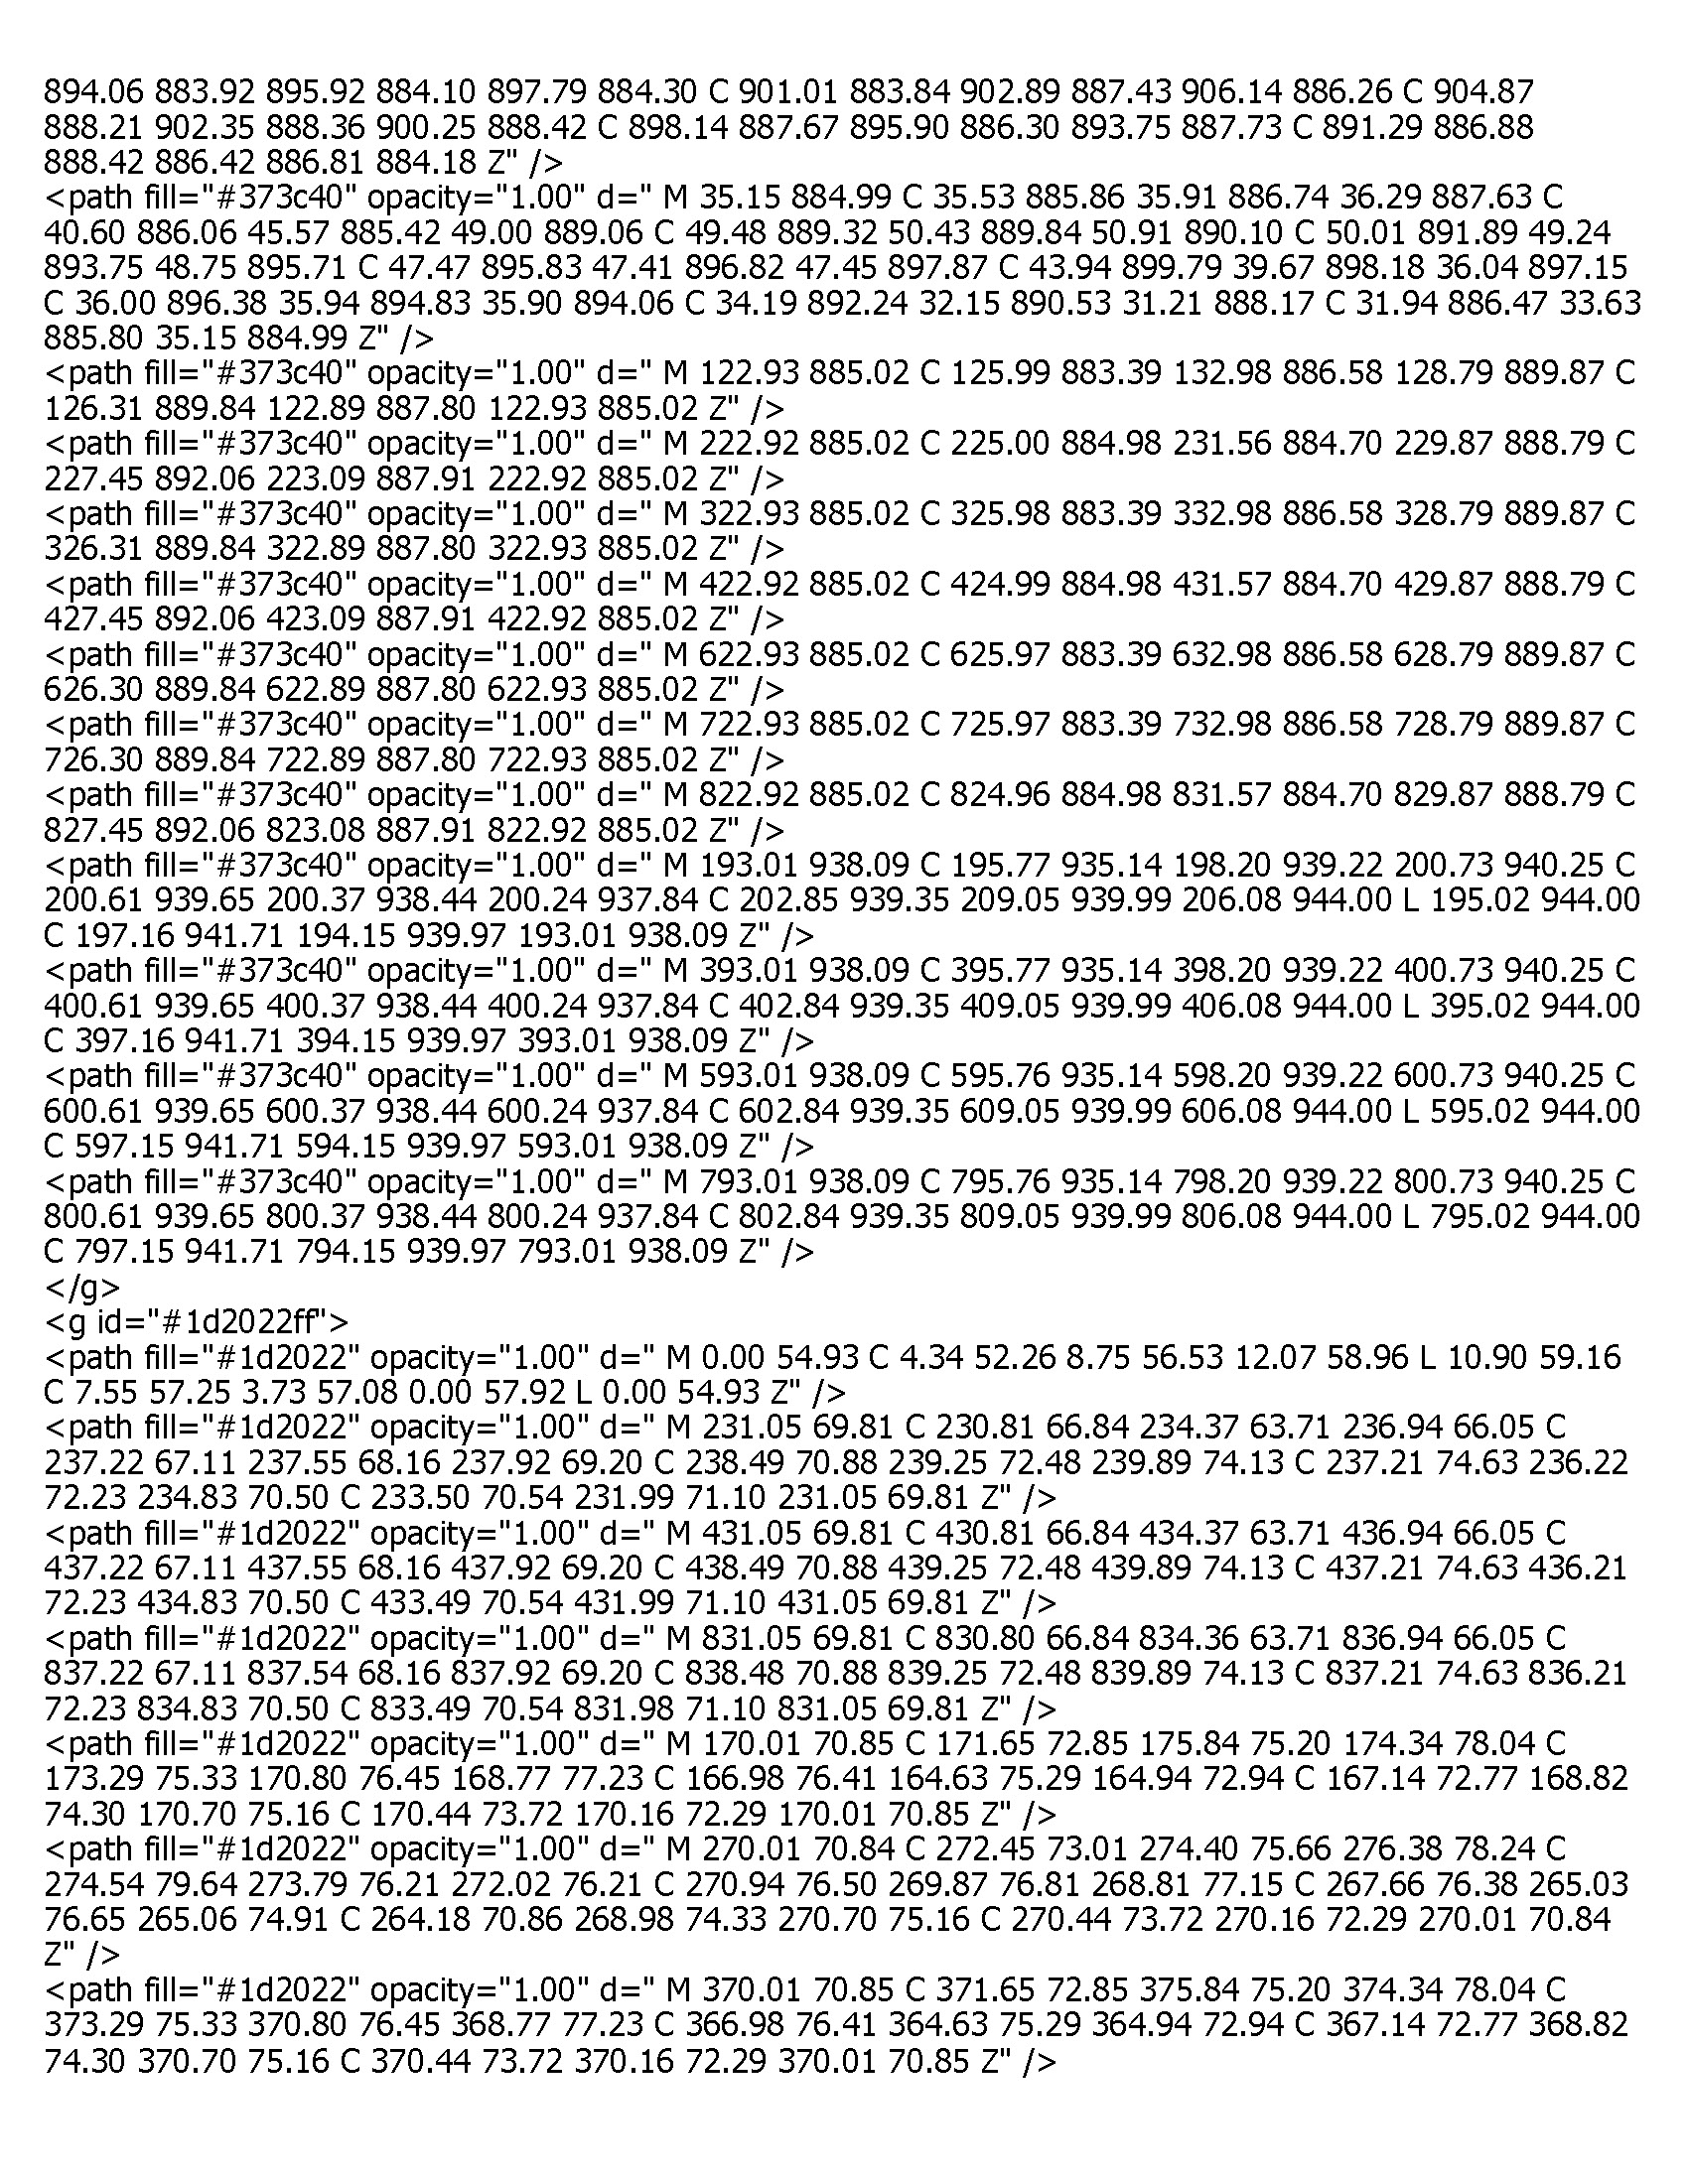 894.06 883.92 895.92 884.10 897.79 884.30 C 901.01 883.84 902.89 887.43 906.14 886.26 C 904.87
888.21 902.35 888.36 900.25 888.42 C 898.14 887.67 895.90 886.30 893.75 887.73 C 891.29 886.88
888.42 886.42 886.81 884.18 Z" />
<path fill="#373c40" opacity="1.00" d=" M 35.15 884.99 C 35.53 885.86 35.91 886.74 36.29 887.63 C
40.60 886.06 45.57 885.42 49.00 889.06 C 49.48 889.32 50.43 889.84 50.91 890.10 C 50.01 891.89 49.24
893.75 48.75 895.71 C 47.47 895.83 47.41 896.82 47.45 897.87 C 43.94 899.79 39.67 898.18 36.04 897.15
C 36.00 896.38 35.94 894.83 35.90 894.06 C 34.19 892.24 32.15 890.53 31.21 888.17 C 31.94 886.47 33.63
885.80 35.15 884.99 Z" />
<path fill="#373c40" opacity="1.00" d=" M 122.93 885.02 C 125.99 883.39 132.98 886.58 128.79 889.87 C
126.31 889.84 122.89 887.80 122.93 885.02 Z" />
<path fill="#373c40" opacity="1.00" d=" M 222.92 885.02 C 225.00 884.98 231.56 884.70 229.87 888.79 C
227.45 892.06 223.09 887.91 222.92 885.02 Z" />
<path fill="#373c40" opacity="1.00" d=" M 322.93 885.02 C 325.98 883.39 332.98 886.58 328.79 889.87 C
326.31 889.84 322.89 887.80 322.93 885.02 Z" />
<path fill="#373c40" opacity="1.00" d=" M 422.92 885.02 C 424.99 884.98 431.57 884.70 429.87 888.79 C
427.45 892.06 423.09 887.91 422.92 885.02 Z" />
<path fill="#373c40" opacity="1.00" d=" M 622.93 885.02 C 625.97 883.39 632.98 886.58 628.79 889.87 C
626.30 889.84 622.89 887.80 622.93 885.02 Z" />
<path fill="#373c40" opacity="1.00" d=" M 722.93 885.02 C 725.97 883.39 732.98 886.58 728.79 889.87 C
726.30 889.84 722.89 887.80 722.93 885.02 Z" />
<path fill="#373c40" opacity="1.00" d=" M 822.92 885.02 C 824.96 884.98 831.57 884.70 829.87 888.79 C
827.45 892.06 823.08 887.91 822.92 885.02 Z" />
<path fill="#373c40" opacity="1.00" d=" M 193.01 938.09 C 195.77 935.14 198.20 939.22 200.73 940.25 C
200.61 939.65 200.37 938.44 200.24 937.84 C 202.85 939.35 209.05 939.99 206.08 944.00 L 195.02 944.00
C 197.16 941.71 194.15 939.97 193.01 938.09 Z" />
<path fill="#373c40" opacity="1.00" d=" M 393.01 938.09 C 395.77 935.14 398.20 939.22 400.73 940.25 C
400.61 939.65 400.37 938.44 400.24 937.84 C 402.84 939.35 409.05 939.99 406.08 944.00 L 395.02 944.00
C 397.16 941.71 394.15 939.97 393.01 938.09 Z" />
<path fill="#373c40" opacity="1.00" d=" M 593.01 938.09 C 595.76 935.14 598.20 939.22 600.73 940.25 C
600.61 939.65 600.37 938.44 600.24 937.84 C 602.84 939.35 609.05 939.99 606.08 944.00 L 595.02 944.00
C 597.15 941.71 594.15 939.97 593.01 938.09 Z" />
<path fill="#373c40" opacity="1.00" d=" M 793.01 938.09 C 795.76 935.14 798.20 939.22 800.73 940.25 C
800.61 939.65 800.37 938.44 800.24 937.84 C 802.84 939.35 809.05 939.99 806.08 944.00 L 795.02 944.00
C 797.15 941.71 794.15 939.97 793.01 938.09 Z" />
</g>
<g id="#1d2022ff">
<path fill="#1d2022" opacity="1.00" d=" M 0.00 54.93 C 4.34 52.26 8.75 56.53 12.07 58.96 L 10.90 59.16
C 7.55 57.25 3.73 57.08 0.00 57.92 L 0.00 54.93 Z" />
<path fill="#1d2022" opacity="1.00" d=" M 231.05 69.81 C 230.81 66.84 234.37 63.71 236.94 66.05 C
237.22 67.11 237.55 68.16 237.92 69.20 C 238.49 70.88 239.25 72.48 239.89 74.13 C 237.21 74.63 236.22
72.23 234.83 70.50 C 233.50 70.54 231.99 71.10 231.05 69.81 Z" />
<path fill="#1d2022" opacity="1.00" d=" M 431.05 69.81 C 430.81 66.84 434.37 63.71 436.94 66.05 C
437.22 67.11 437.55 68.16 437.92 69.20 C 438.49 70.88 439.25 72.48 439.89 74.13 C 437.21 74.63 436.21
72.23 434.83 70.50 C 433.49 70.54 431.99 71.10 431.05 69.81 Z" />
<path fill="#1d2022" opacity="1.00" d=" M 831.05 69.81 C 830.80 66.84 834.36 63.71 836.94 66.05 C
837.22 67.11 837.54 68.16 837.92 69.20 C 838.48 70.88 839.25 72.48 839.89 74.13 C 837.21 74.63 836.21
72.23 834.83 70.50 C 833.49 70.54 831.98 71.10 831.05 69.81 Z" />
<path fill="#1d2022" opacity="1.00" d=" M 170.01 70.85 C 171.65 72.85 175.84 75.20 174.34 78.04 C
173.29 75.33 170.80 76.45 168.77 77.23 C 166.98 76.41 164.63 75.29 164.94 72.94 C 167.14 72.77 168.82
74.30 170.70 75.16 C 170.44 73.72 170.16 72.29 170.01 70.85 Z" />
<path fill="#1d2022" opacity="1.00" d=" M 270.01 70.84 C 272.45 73.01 274.40 75.66 276.38 78.24 C
274.54 79.64 273.79 76.21 272.02 76.21 C 270.94 76.50 269.87 76.81 268.81 77.15 C 267.66 76.38 265.03
76.65 265.06 74.91 C 264.18 70.86 268.98 74.33 270.70 75.16 C 270.44 73.72 270.16 72.29 270.01 70.84
Z" />
<path fill="#1d2022" opacity="1.00" d=" M 370.01 70.85 C 371.65 72.85 375.84 75.20 374.34 78.04 C
373.29 75.33 370.80 76.45 368.77 77.23 C 366.98 76.41 364.63 75.29 364.94 72.94 C 367.14 72.77 368.82
74.30 370.70 75.16 C 370.44 73.72 370.16 72.29 370.01 70.85 Z" />